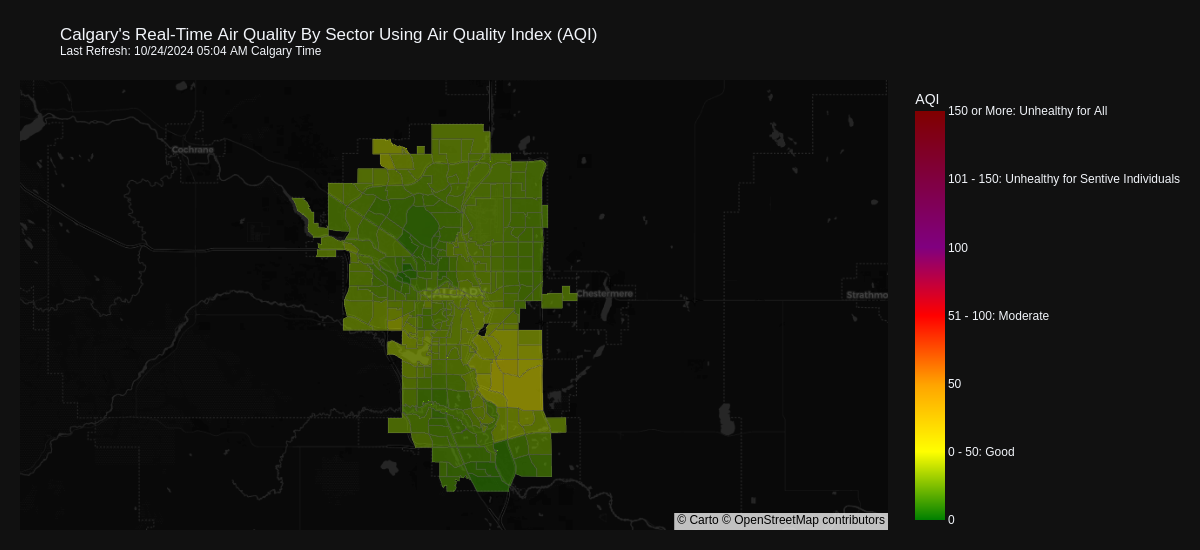 Calgary's Real-Time Air Quality By Sector Using Air Quality Index (AQI)
Last Refresh: 10/24/2024 05:04 AM Calgary Time
AQI
150 or More: Unhealthy for All
Cochrane
101 - 150: Unhealthy for Sentive Individuals
100
CALGARY
Chestermere
Strathmo
51 - 100: Moderate
50
0 - 50: Good
0
© Carto © OpenStreetMap contributors